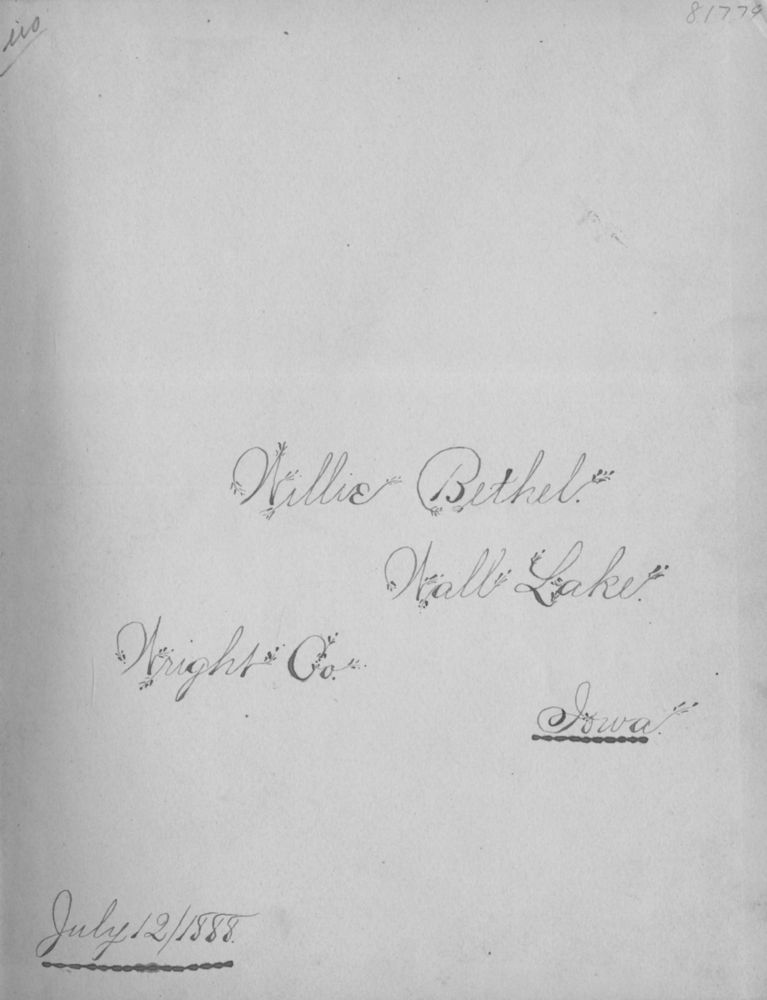 81779
Willie Bethel.
Wall Lake.
Wright Co.
Iowa.
July 12/1888.